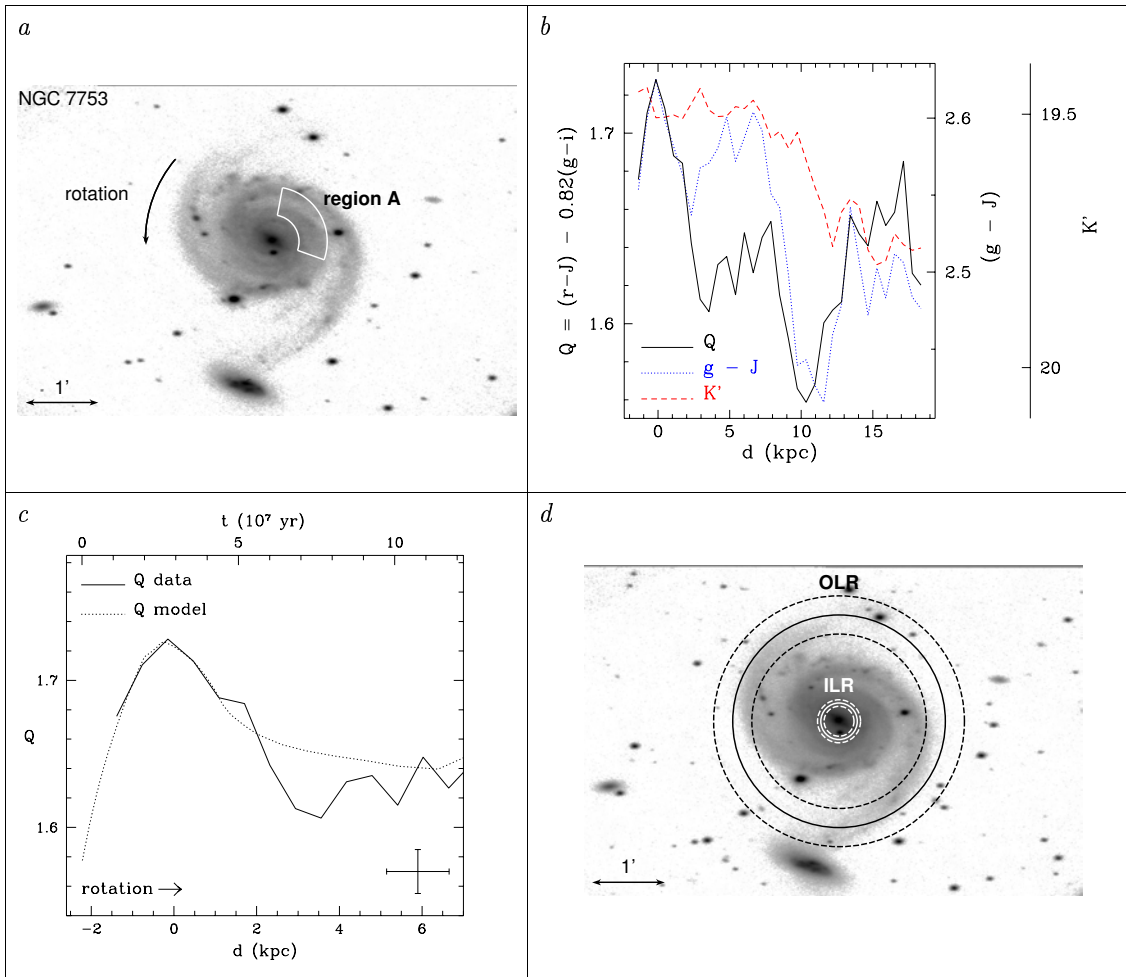 a
NGC 7753
rotation
region A
1'
b
1.7
1.6
Q = (r-J) - 0.82(g-i)
Q
g - J
K'
0 5 10 15
d (kpc)
2.6
2.5
(g - J)
19.5
20
K'
c
t (10⁷ yr)
0 5 10
Q data
Q model
1.7
Q
1.6
rotation
-2 0 2 4 6
d (kpc)
d
OLR
ILR
1'